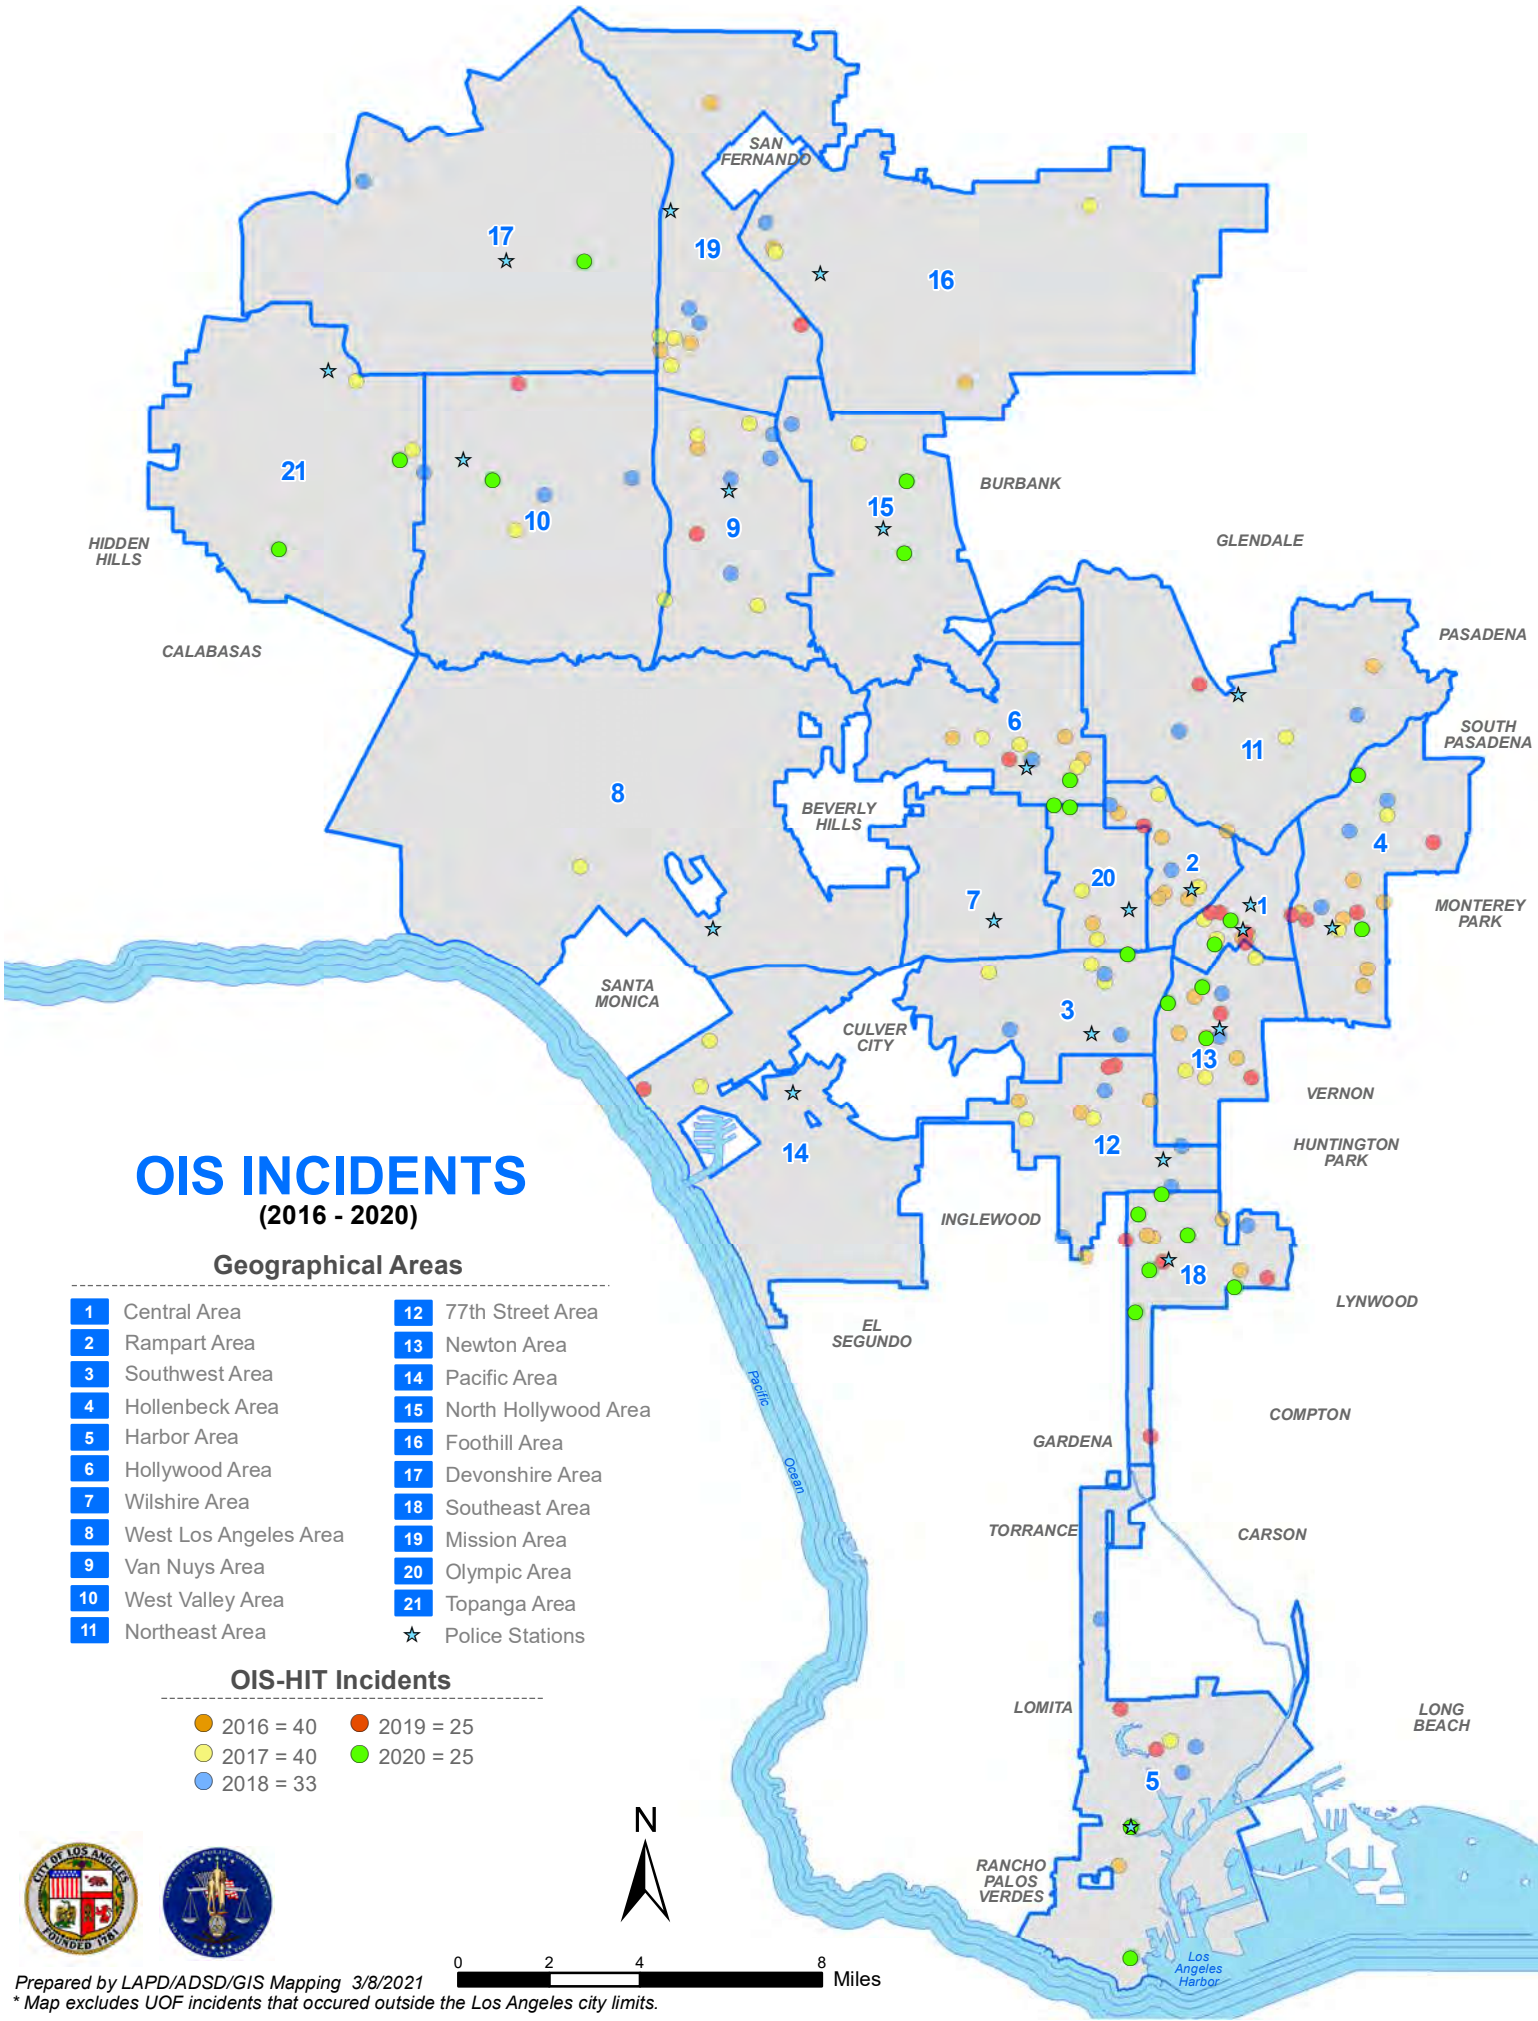 SAN
FERNANDO
17
19
16
21
10
9
15
BURBANK
HIDDEN
HILLS
GLENDALE
CALABASAS
PASADENA
6
11
SOUTH
PASADENA
8
BEVERLY
HILLS
4
2
20
7
1
MONTEREY
PARK
SANTA
MONICA
3
CULVER
CITY
13
VERNON
12
14
HUNTINGTON
PARK
INGLEWOOD
18
LYNWOOD
EL
SEGUNDO
Pacific
Ocean
COMPTON
GARDENA
TORRANCE
CARSON
LOMITA
LONG
BEACH
5
RANCHO
PALOS
VERDES
Los
Angeles
Harbor
OIS INCIDENTS
(2016 - 2020)
Geographical Areas
1 Central Area
2 Rampart Area
3 Southwest Area
4 Hollenbeck Area
5 Harbor Area
6 Hollywood Area
7 Wilshire Area
8 West Los Angeles Area
9 Van Nuys Area
10 West Valley Area
11 Northeast Area
12 77th Street Area
13 Newton Area
14 Pacific Area
15 North Hollywood Area
16 Foothill Area
17 Devonshire Area
18 Southeast Area
19 Mission Area
20 Olympic Area
21 Topanga Area
Police Stations
OIS-HIT Incidents
2016 = 40
2017 = 40
2018 = 33
2019 = 25
2020 = 25
N
CITY OF LOS ANGELES
FOUNDED 1781
0 2 4 8
Miles
Prepared by LAPD/ADSD/GIS Mapping 3/8/2021
* Map excludes UOF incidents that occured outside the Los Angeles city limits.